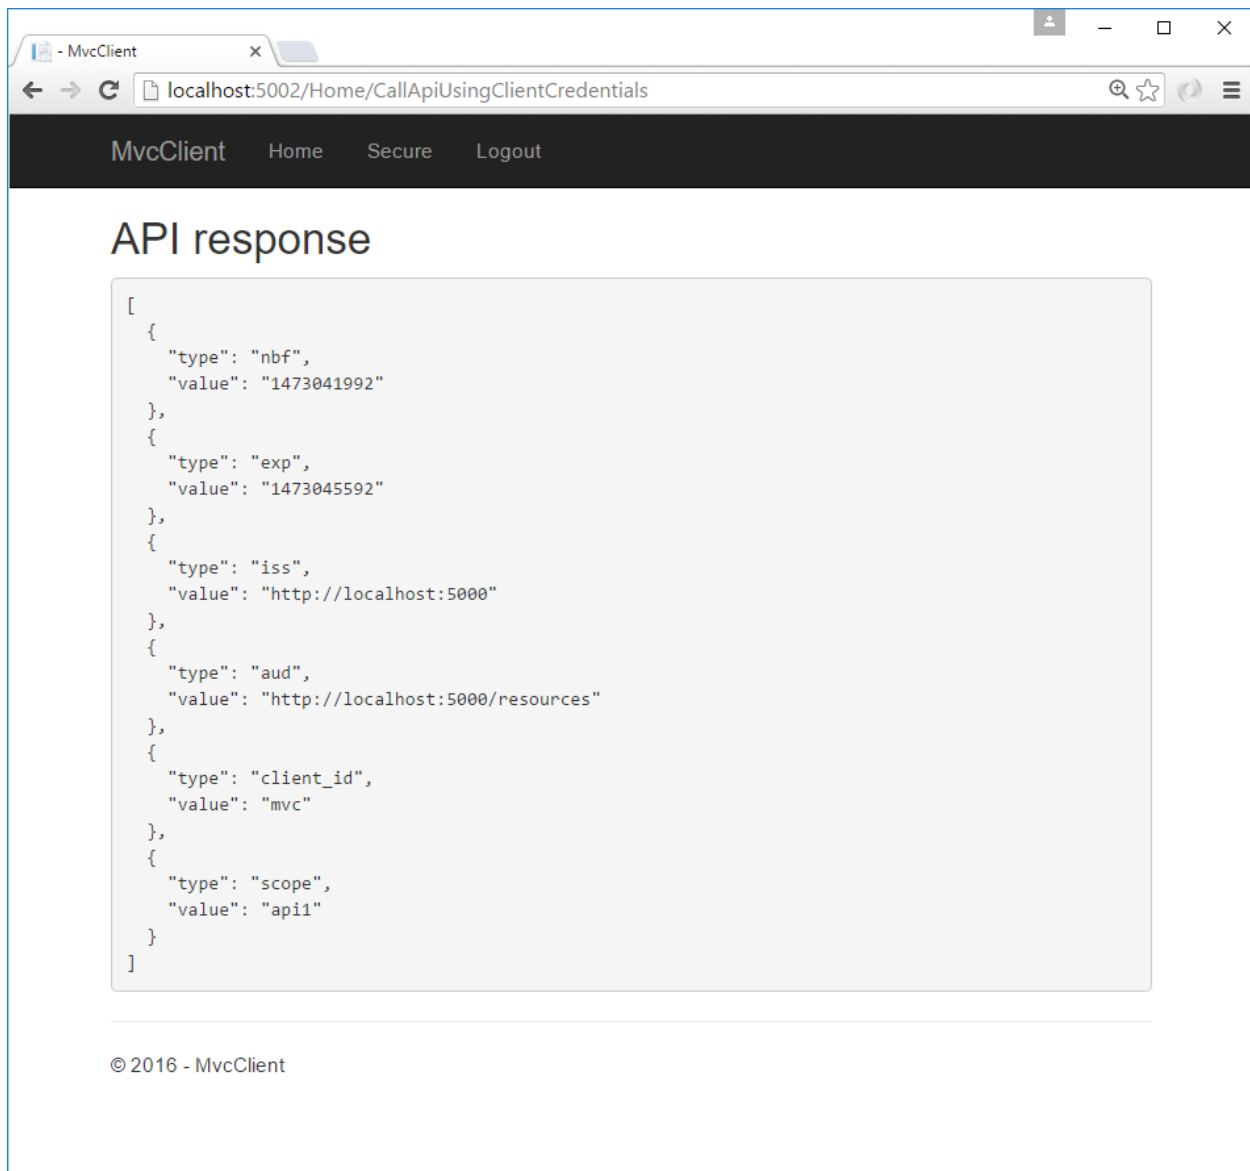 - MvcClient
localhost:5002/Home/CallApiUsingClientCredentials
MvcClient Home Secure Logout
API response
[
  {
    "type": "nbf",
    "value": "1473041992"
  },
  {
    "type": "exp",
    "value": "1473045592"
  },
  {
    "type": "iss",
    "value": "http://localhost:5000"
  },
  {
    "type": "aud",
    "value": "http://localhost:5000/resources"
  },
  {
    "type": "client_id",
    "value": "mvc"
  },
  {
    "type": "scope",
    "value": "api1"
  }
]
© 2016 - MvcClient